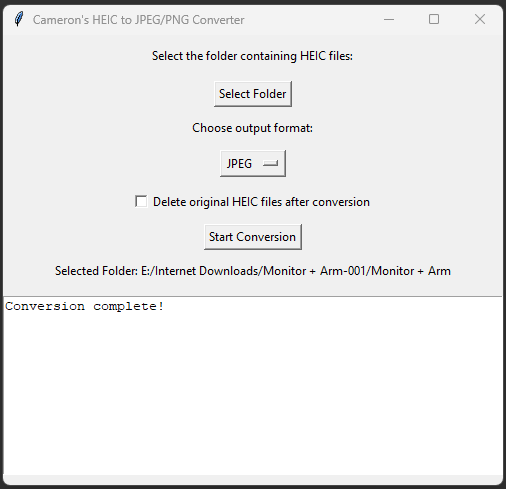 Cameron's HEIC to JPEG/PNG Converter
Select the folder containing HEIC files:
Select Folder
Choose output format:
JPEG
Delete original HEIC files after conversion
Start Conversion
Selected Folder: E:/Internet Downloads/Monitor + Arm-001/Monitor + Arm
Conversion complete!